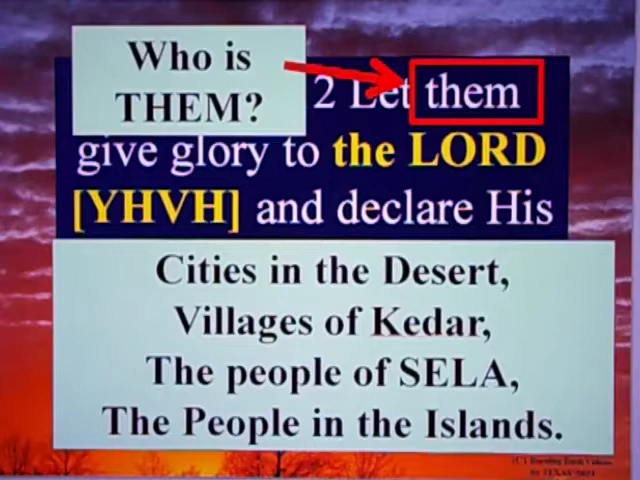 Who is
THEM?
2 Let them
give glory to the LORD
[YHVH] and declare His
Cities in the Desert,
Villages of Kedar,
The people of SELA,
The People in the Islands.